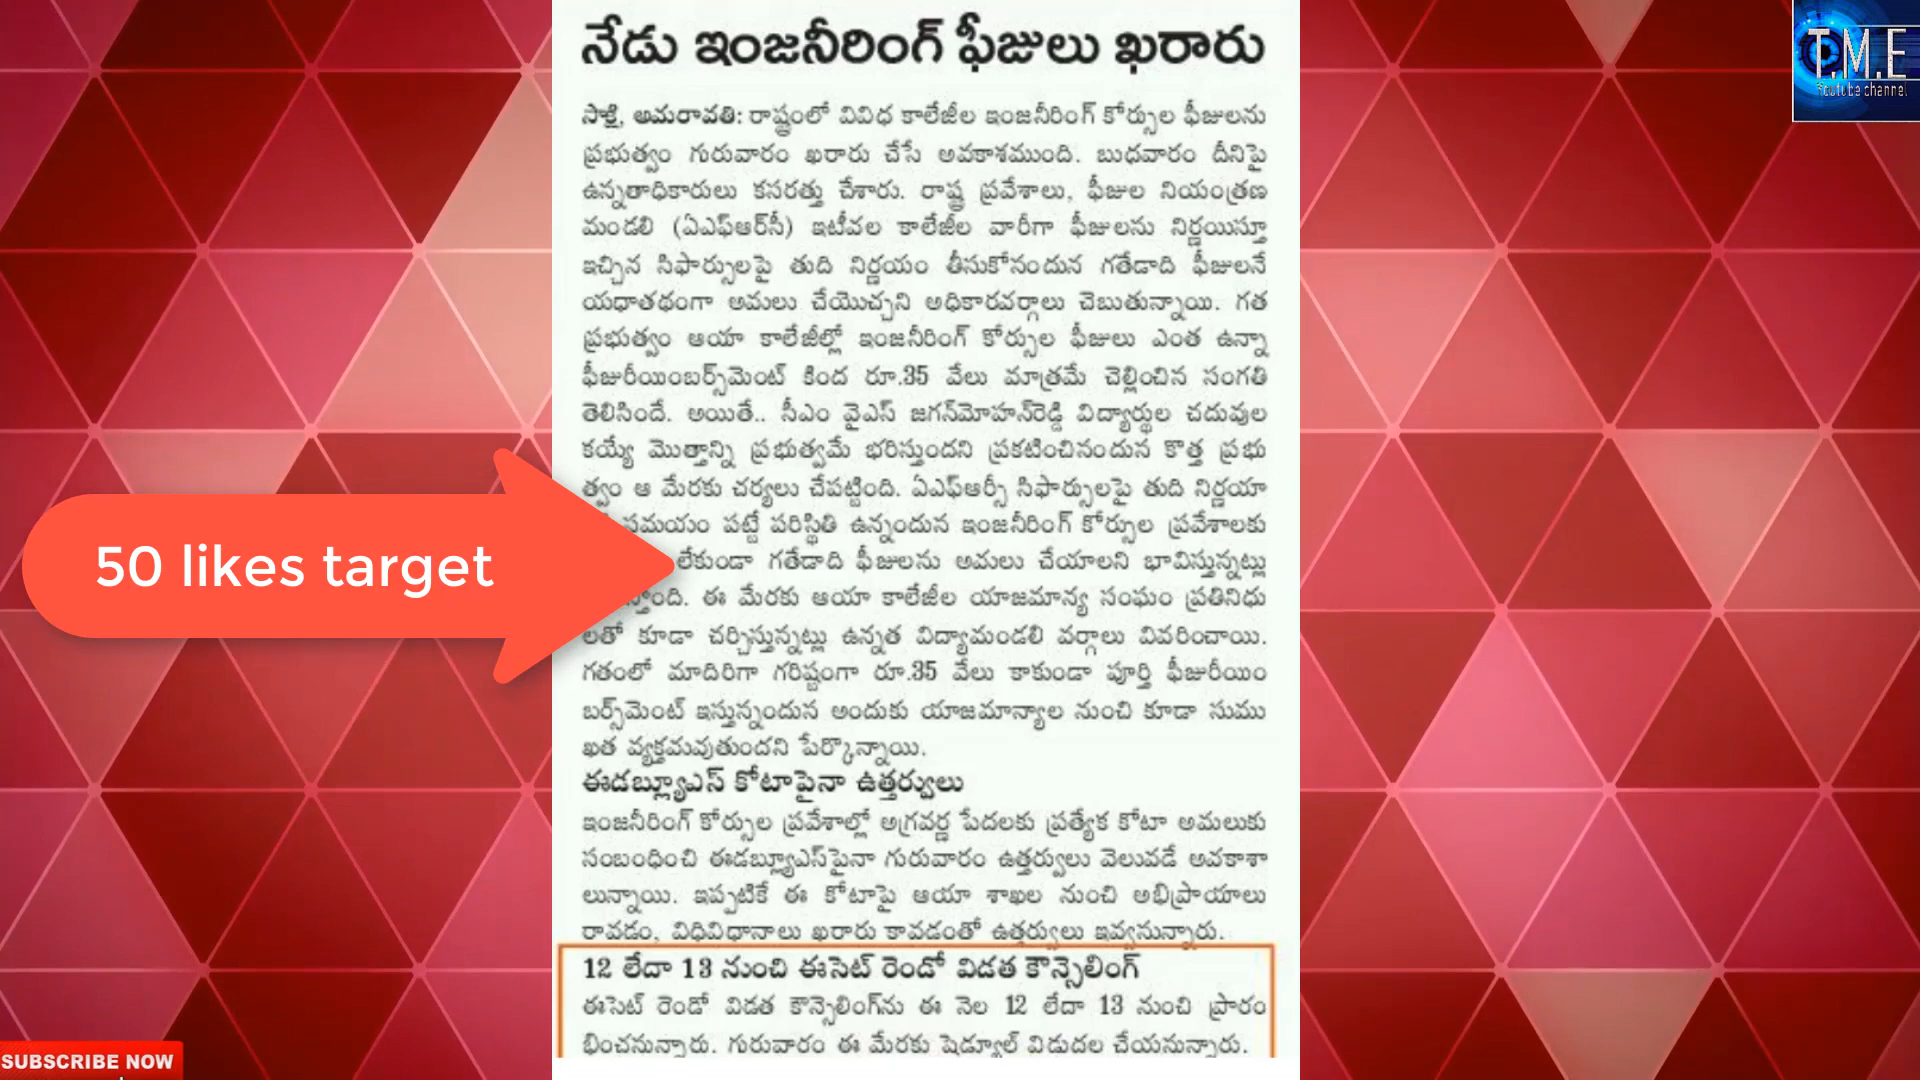 నేడు ఇంజనీరింగ్ ఫీజులు ఖరారు
సాక్షి, అమరావతి: రాష్ట్రంలో వివిధ కాలేజీల ఇంజనీరింగ్ కోర్సుల ఫీజులను
ప్రభుత్వం గురువారం ఖరారు చేసే అవకాశముంది. బుధవారం దీనిపై
ఉన్నతాధికారులు కసరత్తు చేశారు. రాష్ట్ర ప్రవేశాలు, ఫీజుల నియంత్రణ
మండలి (ఏఎఫ్ఆర్‌సీ) ఇటీవల కాలేజీల వారీగా ఫీజులను నిర్ణయిస్తూ
ఇచ్చిన సిఫార్సులపై తుది నిర్ణయం తీసుకోనందున గతేడాది ఫీజులనే
యధాతథంగా అమలు చేయొచ్చని అధికారవర్గాలు చెబుతున్నాయి. గత
ప్రభుత్వం ఆయా కాలేజీల్లో ఇంజనీరింగ్ కోర్సుల ఫీజులు ఎంత ఉన్నా
ఫీజురీయింబర్స్‌మెంట్ కింద రూ.35 వేలు మాత్రమే చెల్లించిన సంగతి
తెలిసిందే. అయితే.. సీఎం వైఎస్ జగన్‌మోహన్‌రెడ్డి విద్యార్థుల చదువుల
కయ్యే మొత్తాన్ని ప్రభుత్వమే భరిస్తుందని ప్రకటించినందున కొత్త ప్రభు
త్వం ఆ మేరకు చర్యలు చేపట్టింది. ఏఎఫ్ఆర్సీ సిఫార్సులపై తుది నిర్ణయా
సమయం పట్టే పరిస్థితి ఉన్నందున ఇంజనీరింగ్ కోర్సుల ప్రవేశాలకు
లేకుండా గతేడాది ఫీజులను అమలు చేయాలని భావిస్తున్నట్లు
ఈ మేరకు ఆయా కాలేజీల యాజమాన్య సంఘం ప్రతినిధు
లతో కూడా చర్చిస్తున్నట్లు ఉన్నత విద్యామండలి వర్గాలు వివరించాయి.
గతంలో మాదిరిగా గరిష్టంగా రూ.35 వేలు కాకుండా పూర్తి ఫీజురీయిం
బర్స్‌మెంట్ ఇస్తున్నందున అందుకు యాజమాన్యాల నుంచి కూడా సుము
ఖత వ్యక్తమవుతుందని పేర్కొన్నాయి.
ఈడబ్ల్యూఎస్ కోటాపైనా ఉత్తర్వులు
ఇంజనీరింగ్ కోర్సుల ప్రవేశాల్లో అగ్రవర్ణ పేదలకు ప్రత్యేక కోటా అమలుకు
సంబంధించి ఈడబ్ల్యూఎస్‌పైనా గురువారం ఉత్తర్వులు వెలువడే అవకాశా
లున్నాయి. ఇప్పటికే ఈ కోటాపై ఆయా శాఖల నుంచి అభిప్రాయాలు
రావడం, విధివిధానాలు ఖరారు కావడంతో ఉత్తర్వులు ఇవ్వనున్నారు.
12 లేదా 13 నుంచి ఈసెట్ రెండో విడత కౌన్సెలింగ్
ఈసెట్ రెండో విడత కౌన్సెలింగ్‌ను ఈ నెల 12 లేదా 13 నుంచి ప్రారం
భించనున్నారు. గురువారం ఈ మేరకు షెడ్యూల్ విడుదల చేయనున్నారు.
50 likes target
T.M.E
Youtube channel
SUBSCRIBE NOW